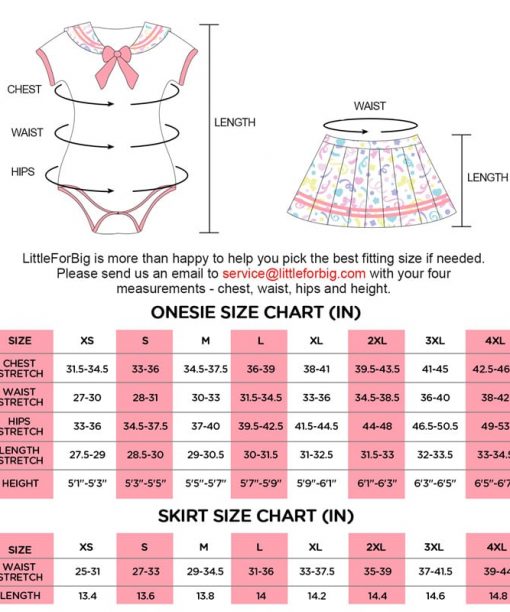 CHEST
WAIST
HIPS
LENGTH
WAIST
LENGTH
LittleForBig is more than happy to help you pick the best fitting size if needed.
Please send us an email to service@littleforbig.com with your four
measurements - chest, waist, hips and height.
ONESIE SIZE CHART (IN)
SIZE XS S M L XL 2XL 3XL 4XL
CHEST STRETCH 31.5-34.5 33-36 34.5-37.5 36-39 38-41 39.5-43.5 41-45 42.5-46
WAIST STRETCH 27-30 28-31 30-33 31.5-34.5 33-36 34.5-38.5 36-40 38-42
HIPS STRETCH 33-36 34.5-37.5 37-40 39.5-42.5 41.5-44.5 44-48 46.5-50.5 49-53
LENGTH STRETCH 27.5-29 28.5-30 29-30.5 30-31.5 31-32.5 31.5-33 32-33.5 33-34.
HEIGHT 5'1"-5'3" 5'3"-5'5" 5'5"-5'7" 5'7"-5'9" 5'9"-6'1" 6'1"-6'3" 6'3"-6'5" 6'5"-6'7
SKIRT SIZE CHART (IN)
SIZE XS S M L XL 2XL 3XL 4XL
WAIST STRETCH 25-31 27-33 29-34.5 31-36 33-37.5 35-39 37-41.5 39-44
LENGTH 13.4 13.6 13.8 14 14.2 14.4 14.6 14.8